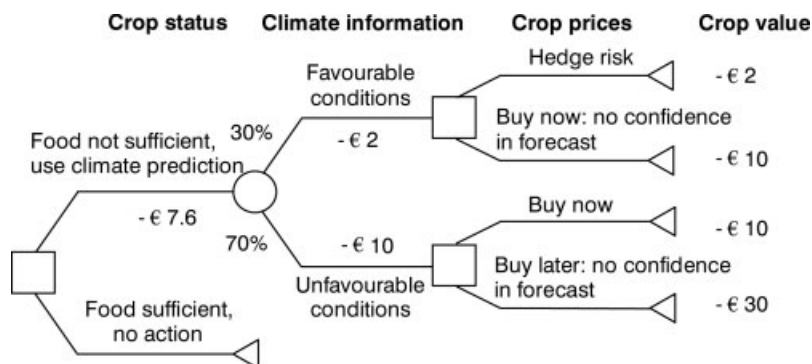 Crop status Climate information Crop prices Crop value
Hedge risk
- € 2
Favourable
conditions
Buy now: no confidence
in forecast
- € 10
Food not sufficient,
use climate prediction
30%
- € 2
- € 7.6
70%
- € 10
Unfavourable
conditions
Buy now
- € 10
Buy later: no confidence
in forecast
- € 30
Food sufficient,
no action